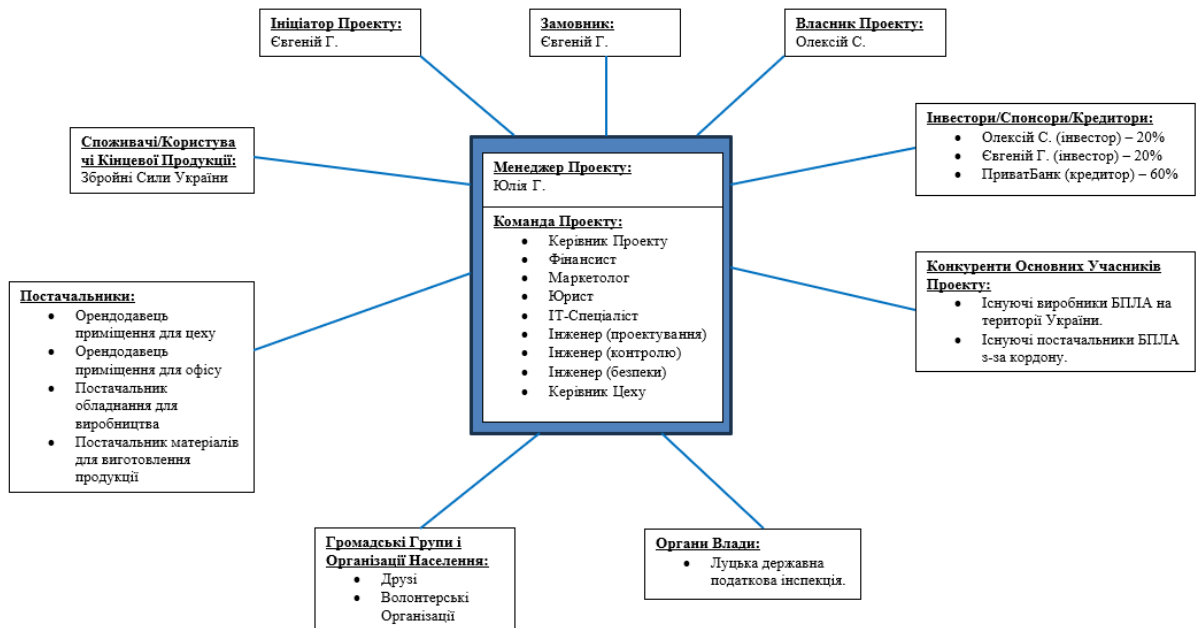 Ініціатор Проекту:
Євгеній Г.
Замовник:
Євгеній Г.
Власник Проекту:
Олексій С.
Споживачі/Користува
чі Кінцевої Продукції:
Збройні Сили України
Менеджер Проекту:
Юлія Г.
Команда Проекту:
• Керівник Проекту
• Фінансист
• Маркетолог
• Юрист
• ІТ-Спеціаліст
• Інженер (проектування)
• Інженер (контролю)
• Інженер (безпеки)
• Керівник Цеху
Інвестори/Спонсори/Кредитори:
• Олексій С. (інвестор) – 20%
• Євгеній Г. (інвестор) – 20%
• ПриватБанк (кредитор) – 60%
Конкуренти Основних Учасників
Проекту:
• Існуючі виробники БПЛА на
території України.
• Існуючі постачальники БПЛА
з-за кордону.
Постачальники:
• Орендодавець
приміщення для цеху
• Орендодавець
приміщення для офісу
• Постачальник
обладнання для
виробництва
• Постачальник матеріалів
для виготовлення
продукції
Громадські Групи і
Організації Населення:
• Друзі
• Волонтерські
Організації
Органи Влади:
• Луцька державна
податкова інспекція.